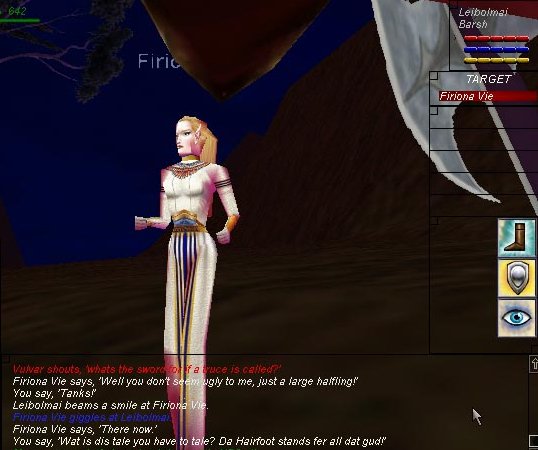 642
Leibolmai
Barsh
TARGET
Firiona Vie
Vulvar shouts, 'whats the sword for if a truce is called?'
Firiona Vie says, 'Well you don't seem ugly to me, just a large halfling!'
You say, 'Tanks!'
Leibolmai beams a smile at Firiona Vie.
Firiona Vie giggles at Leibolmai.
Firiona Vie says, 'There now.'
You say, 'Wat is dis tale you have to tale? Da Hairfoot stands fer all dat gud!'